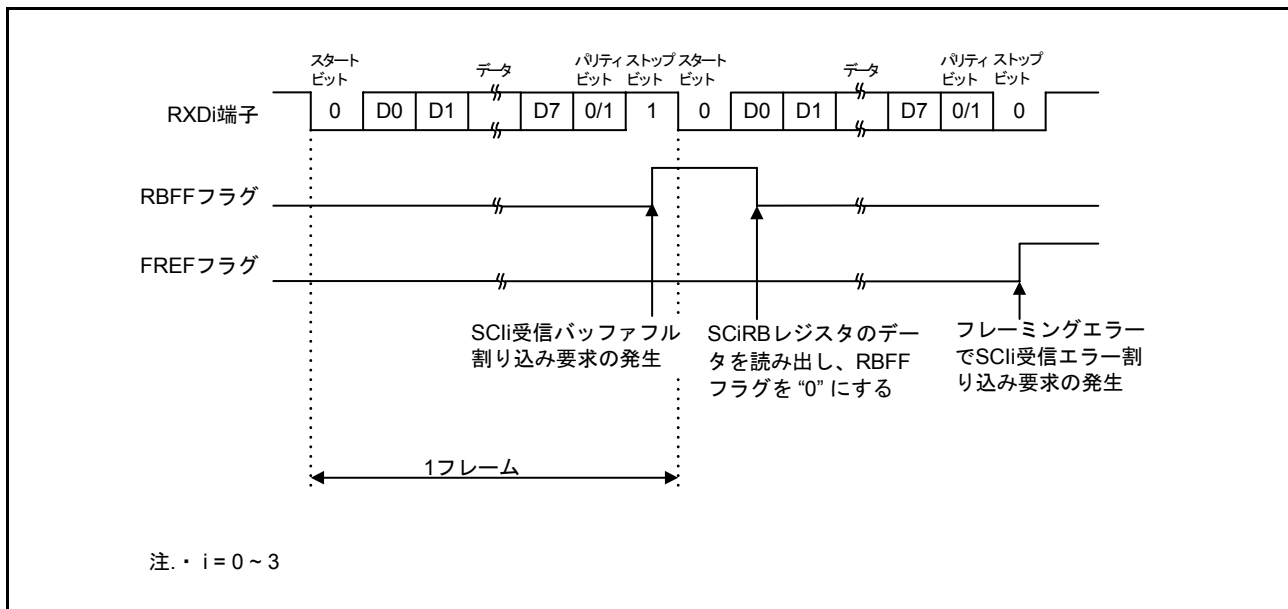 スタート
ビット
データ
パリティ
ビット
ストップ
ビット
スタート
ビット
データ
パリティ
ビット
ストップ
ビット
RXDi端子
0 D0 D1 D7 0/1 1 0 D0 D1 D7 0/1 0
RBFFフラグ
FREFフラグ
SCIi受信バッファフル
割り込み要求の発生
SCiRBレジスタのデー
タを読み出し、RBFF
フラグを “0” にする
フレーミングエラー
でSCIi受信エラー割
り込み要求の発生
1フレーム
注.・ i = 0 ~ 3